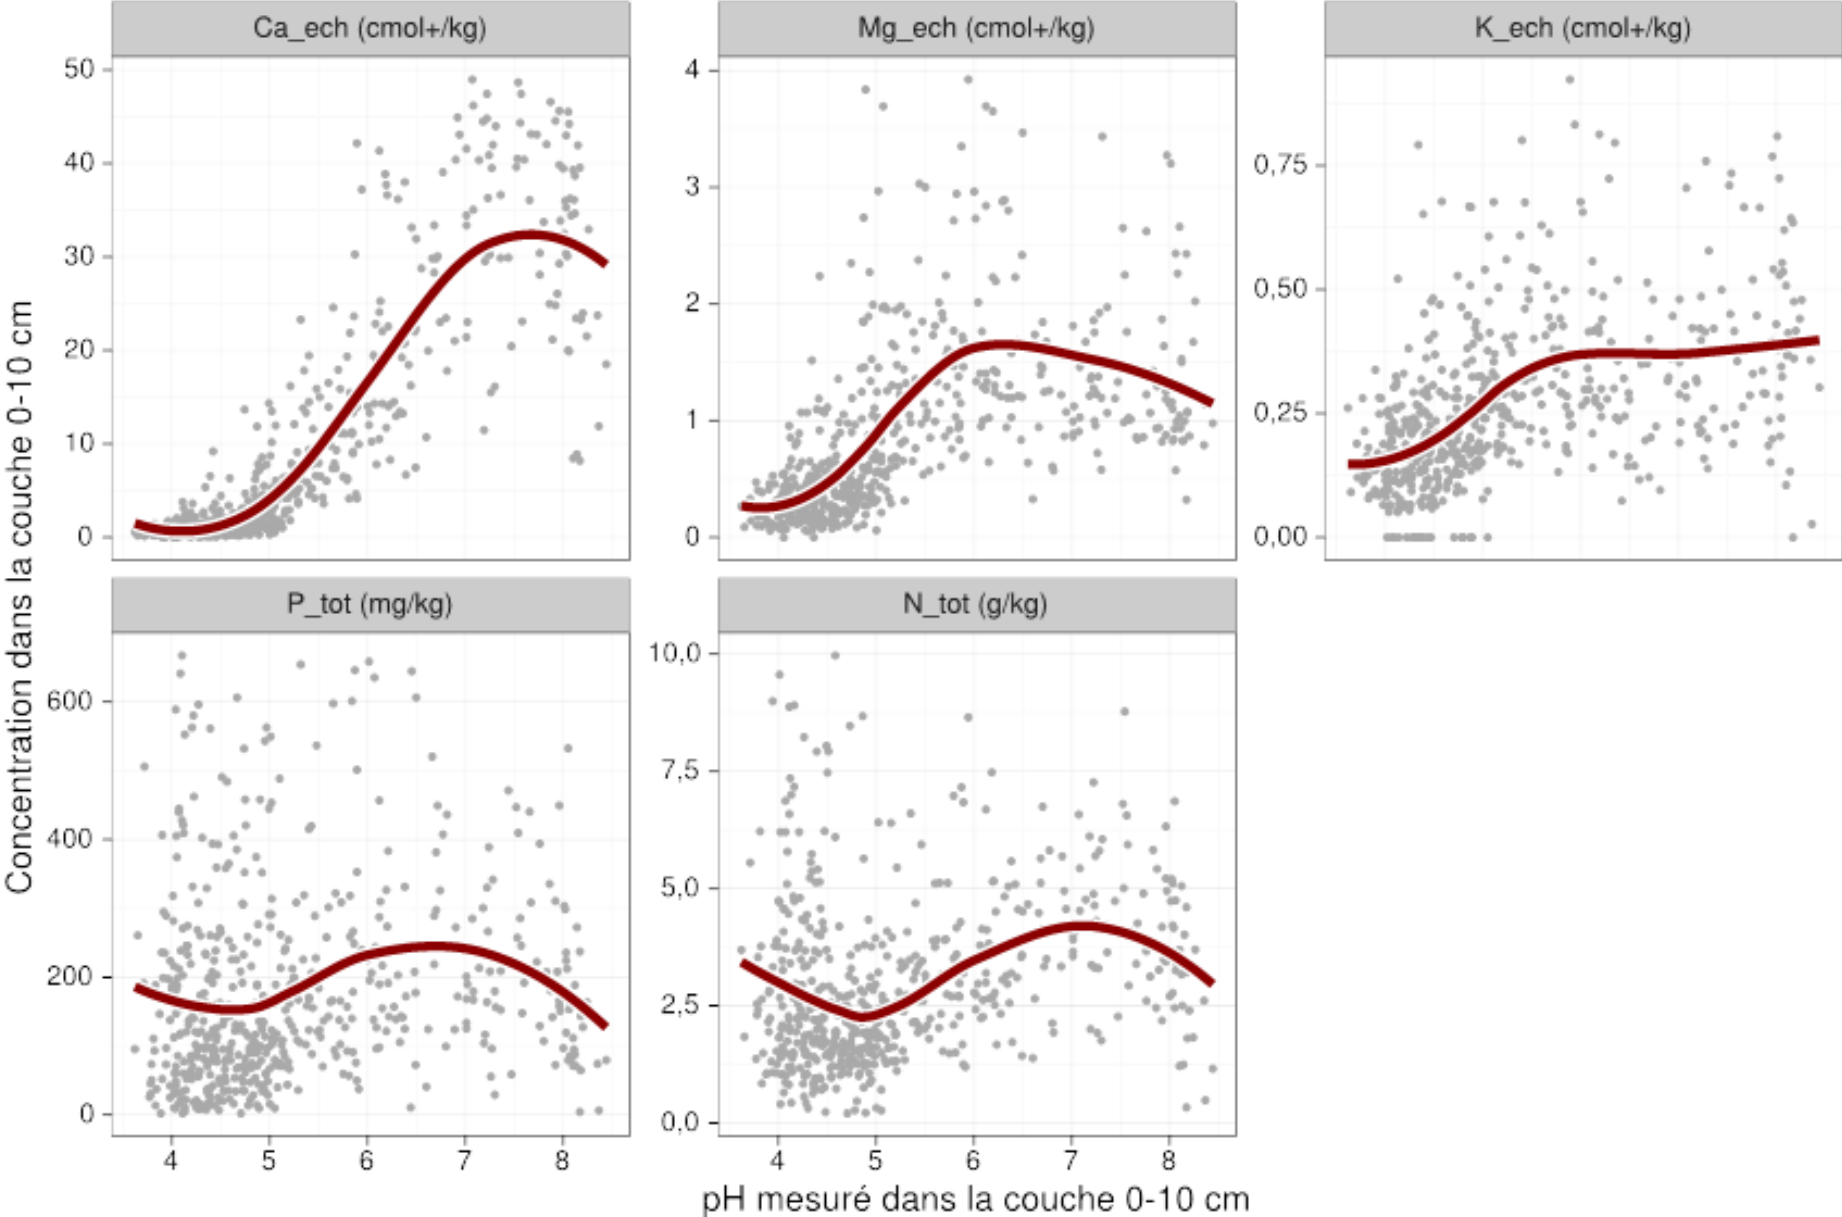 Ca_ech (cmol+/kg)
Mg_ech (cmol+/kg)
K_ech (cmol+/kg)
50
40
30
20
10
0
4
3
2
1
0
0,75
0,50
0,25
0,00
Concentration dans la couche 0-10 cm
P_tot (mg/kg)
N_tot (g/kg)
600
400
200
0
10,0
7,5
5,0
2,5
0,0
4 5 6 7 8
4 5 6 7 8
pH mesuré dans la couche 0-10 cm